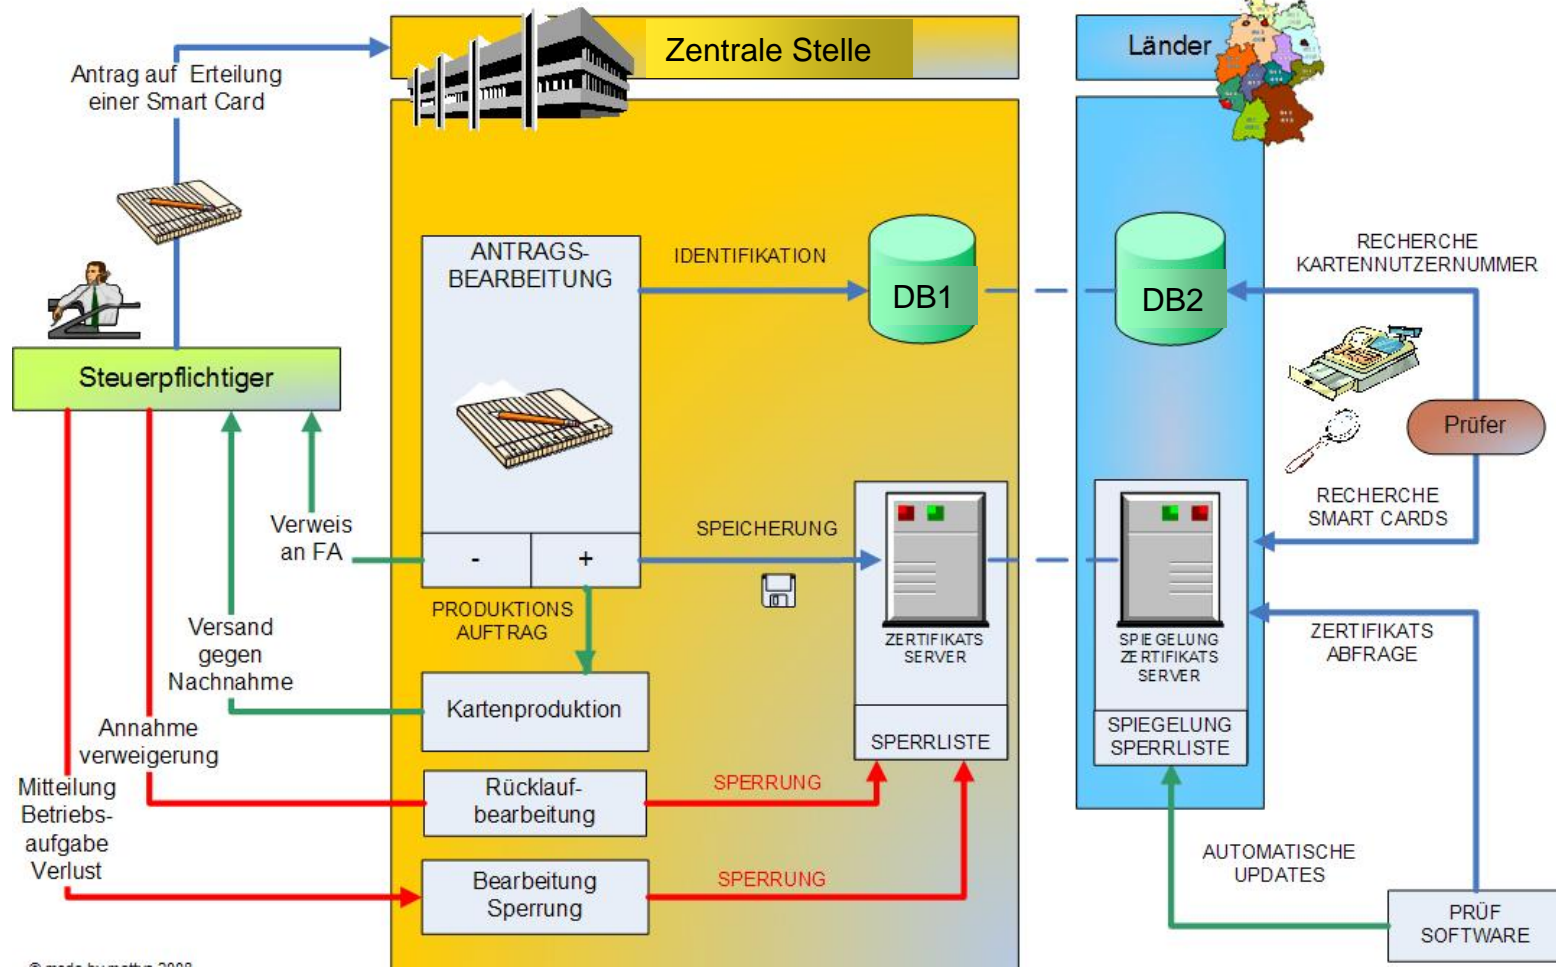 Zentrale Stelle
Länder
Antrag auf Erteilung
einer Smart Card
Steuerpflichtiger
ANTRAGS-
BEARBEITUNG
IDENTIFIKATION
DB1
DB2
RECHERCHE
KARTENNUTZERNUMMER
Prüfer
RECHERCHE
SMART CARDS
Verweis
an FA
-
+
SPEICHERUNG
PRODUKTIONS
AUFTRAG
ZERTIFIKATS
SERVER
SPIEGELUNG
ZERTIFIKATS
SERVER
ZERTIFIKATS
ABFRAGE
Versand
gegen
Nachnahme
Kartenproduktion
SPERRLISTE
SPIEGELUNG
SPERRLISTE
Annahme
verweigerung
Rücklauf-
bearbeitung
SPERRUNG
Mitteilung
Betriebs-
aufgabe
Verlust
Bearbeitung
Sperrung
SPERRUNG
AUTOMATISCHE
UPDATES
PRÜF
SOFTWARE